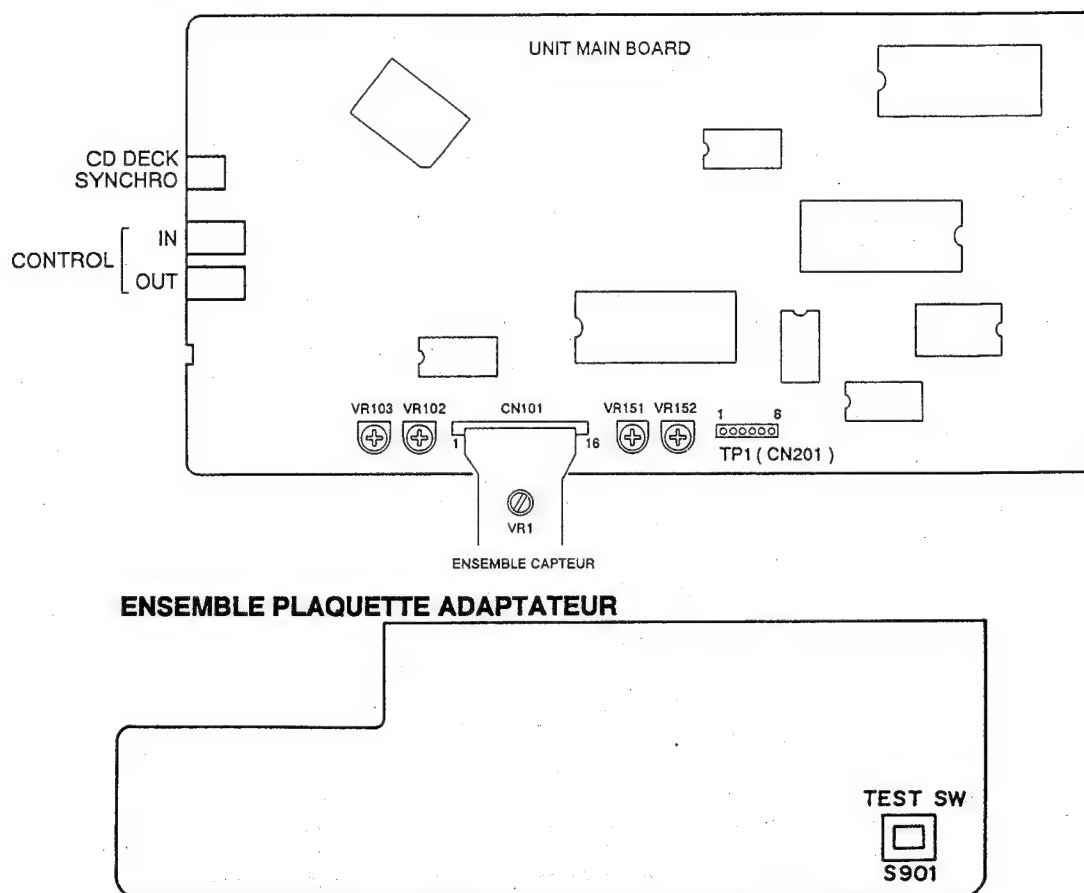 UNIT MAIN BOARD
CD DECK
SYNCHRO
IN
CONTROL
OUT
VR103
VR102
CN101
VR151
VR152
1
6
1
16
TP1 ( CN201 )
VR1
ENSEMBLE CAPTEUR
ENSEMBLE PLAQUETTE ADAPTATEUR
TEST SW
S901